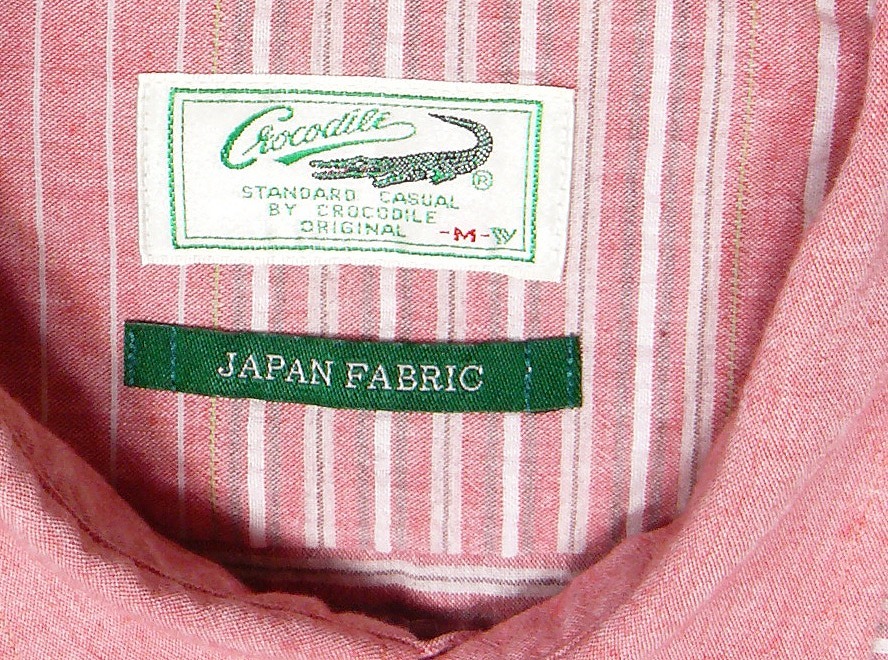 Crocodile ®
STANDARD CASUAL
BY CROCODILE
ORIGINAL -M-W
JAPAN FABRIC